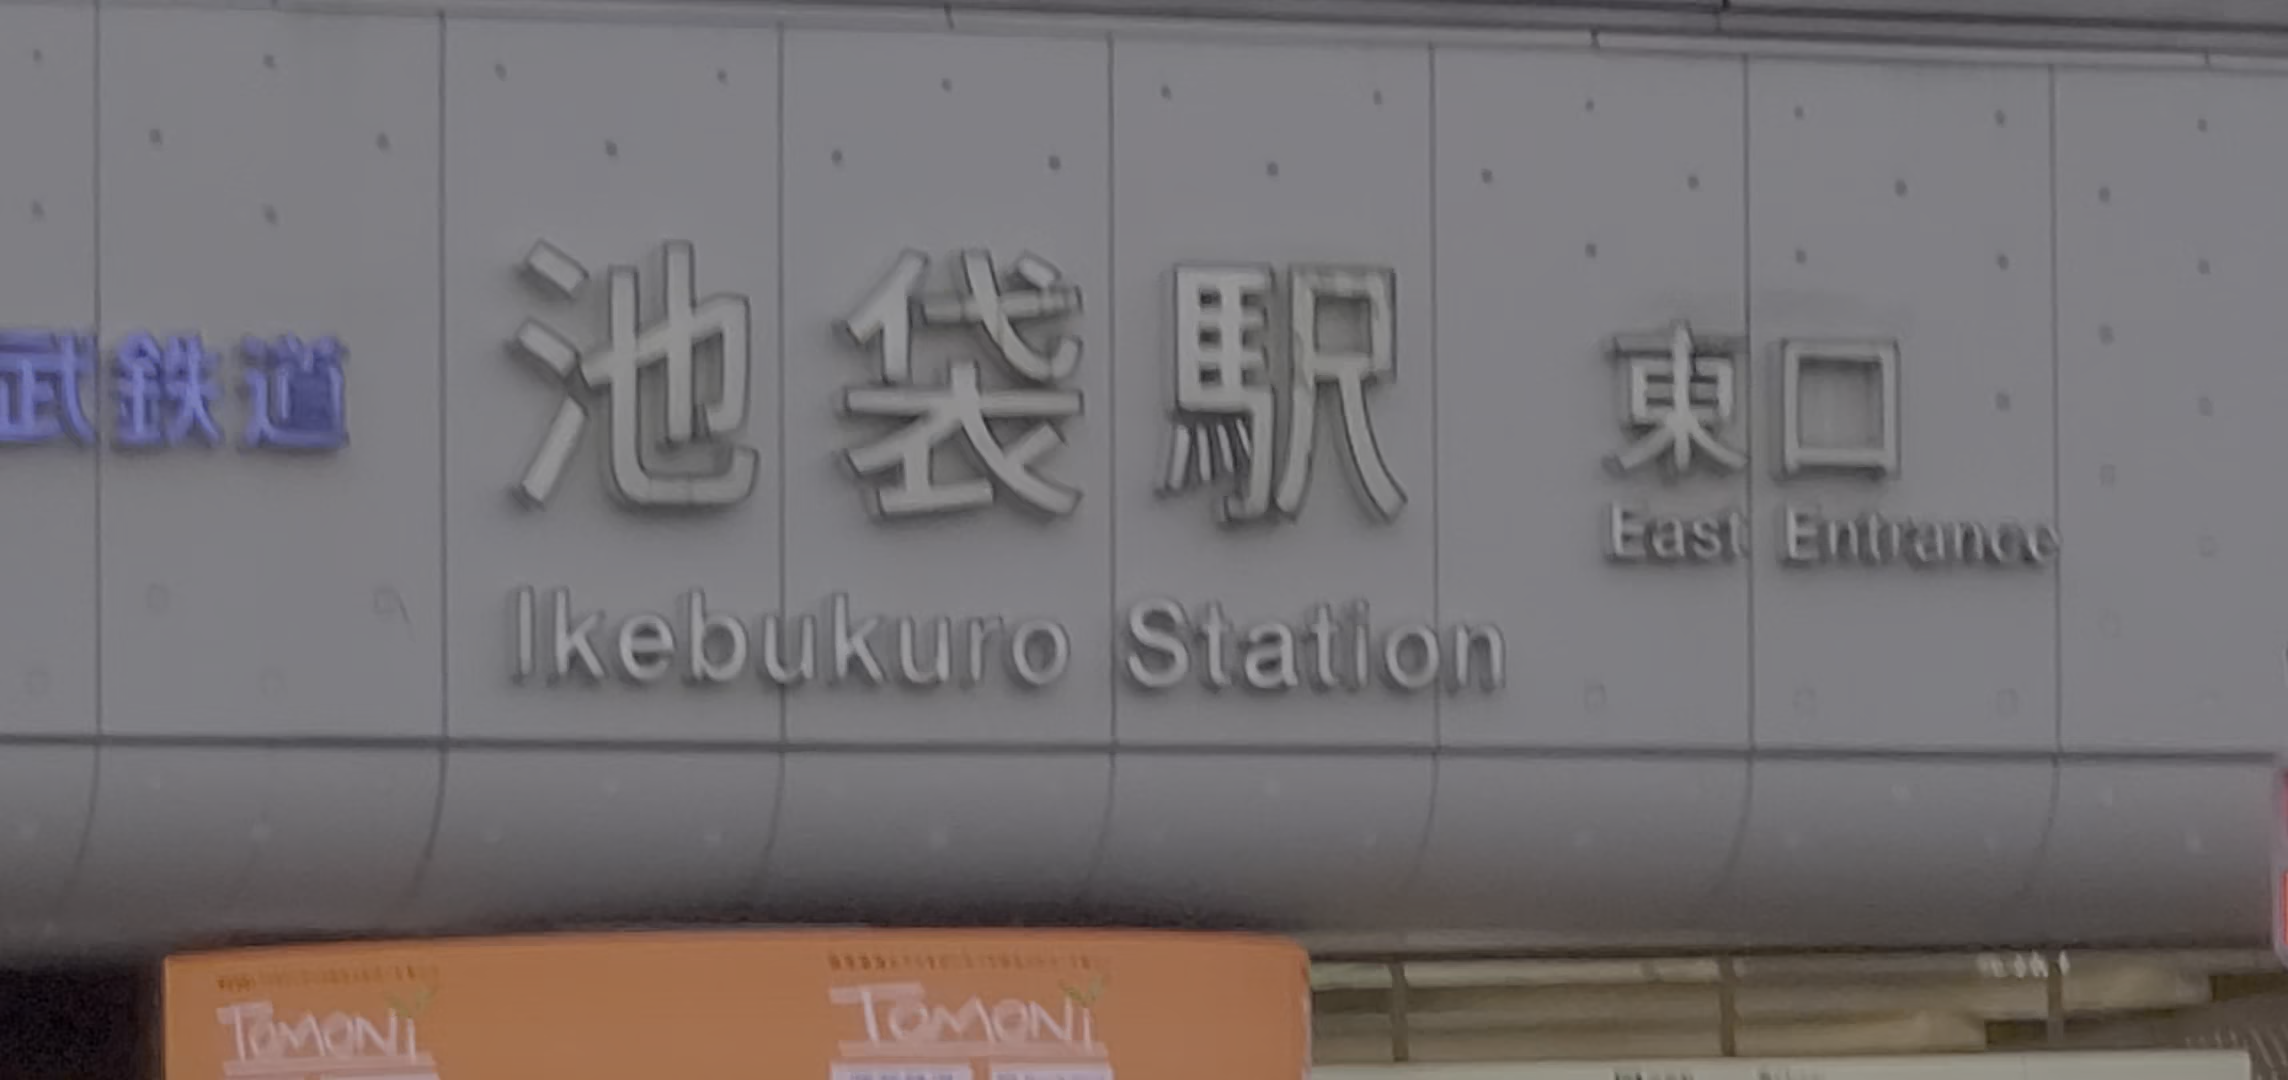 武鉄道
池袋駅
Ikebukuro Station
東口
East Entrance
TOMONi
TOMONi